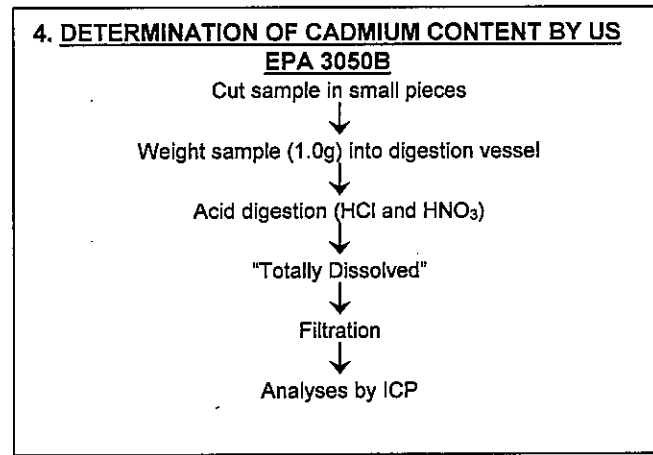 4. DETERMINATION OF CADMIUM CONTENT BY US
EPA 3050B
Cut sample in small pieces
Weight sample (1.0g) into digestion vessel
Acid digestion (HCl and HNO₃)
"Totally Dissolved"
Filtration
Analyses by ICP